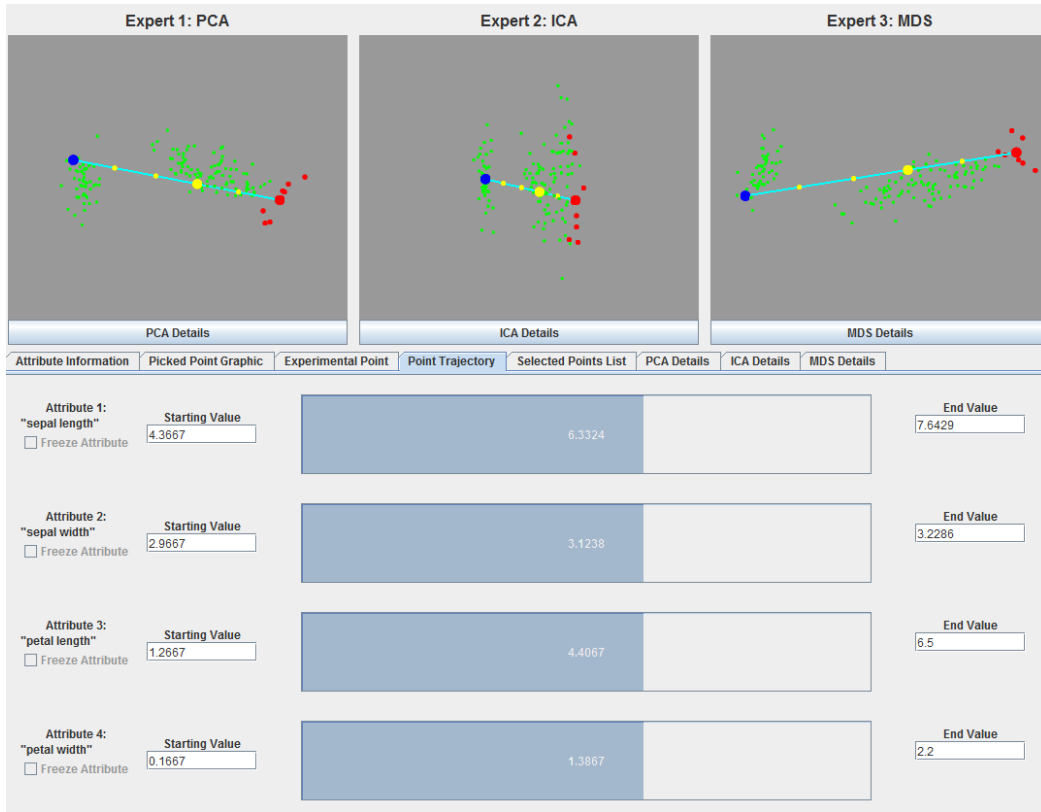 Expert 1: PCA
Expert 2: ICA
Expert 3: MDS
PCA Details
ICA Details
MDS Details
Attribute Information
Picked Point Graphic
Experimental Point
Point Trajectory
Selected Points List
PCA Details
ICA Details
MDS Details
Attribute 1:
"sepal length"
Freeze Attribute
Starting Value
4.3667
6.3324
End Value
7.6429
Attribute 2:
"sepal width"
Freeze Attribute
Starting Value
2.9667
3.1238
End Value
3.2286
Attribute 3:
"petal length"
Freeze Attribute
Starting Value
1.2667
4.4067
End Value
6.5
Attribute 4:
"petal width"
Freeze Attribute
Starting Value
0.1667
1.3867
End Value
2.2